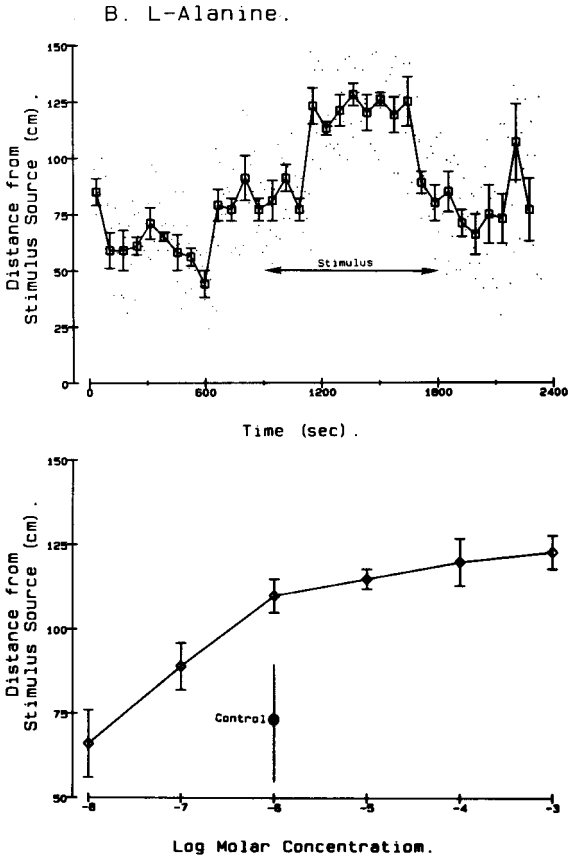 B. L-Alanine.
150
125
100
75
50
25
0
Distance from
Stimulus Source (cm).
Stimulus
0 600 1200 1800 2400
Time (sec).
150
125
100
75
50
Distance from
Stimulus Source (cm).
Control
-8 -7 -6 -5 -4 -3
Log Molar Concentratiom.